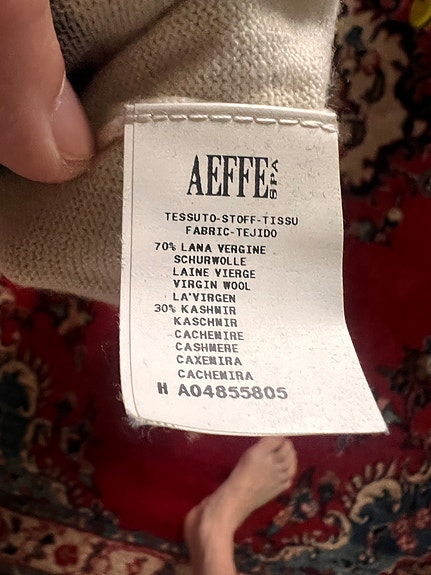 AEFFE SPA
TESSUTO-STOFF-TISSU
FABRIC-TEJIDO
70% LANA VERGINE
SCHURWOLLE
LAINE VIERGE
VIRGIN WOOL
LA'VIRGEN
30% KASHMIR
KASCHMIR
CACHEMIRE
CASHMERE
CAXEMIRA
CACHEMIRA
H A04855805